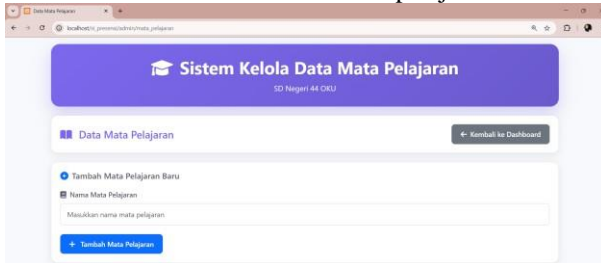 Data Mata Pelajaran
localhost/ci_presensi/admin/mata_pelajaran
Sistem Kelola Data Mata Pelajaran
SD Negeri 44 OKU
Data Mata Pelajaran
← Kembali ke Dashboard
Tambah Mata Pelajaran Baru
Nama Mata Pelajaran
Masukkan nama mata pelajaran
+ Tambah Mata Pelajaran